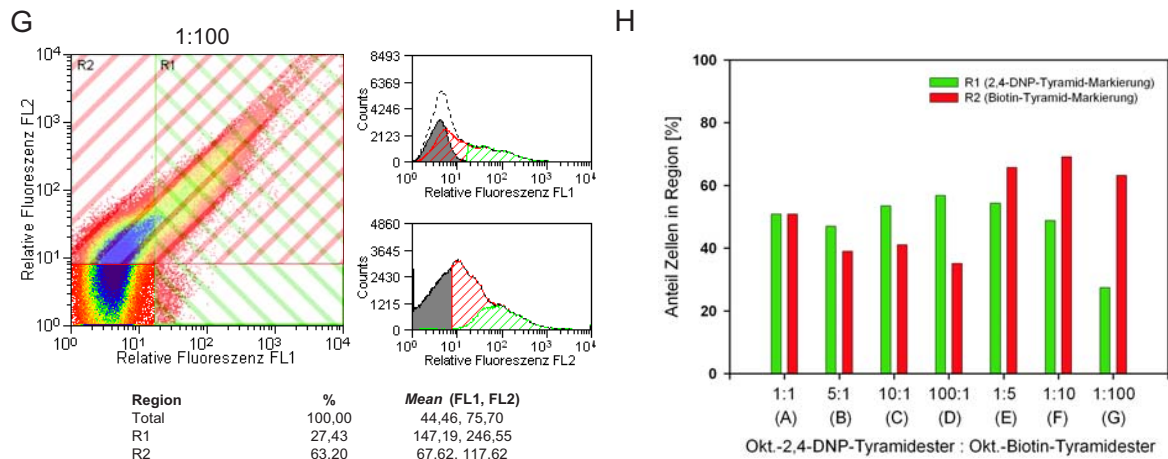 G
1:100
R2 R1
10⁴
10³
10²
10¹
10⁰
Relative Fluoreszenz FL2
10⁰ 10¹ 10² 10³ 10⁴
Relative Fluoreszenz FL1
8493
6369
4246
2123
0
Counts
10⁰ 10¹ 10² 10³ 10⁴
Relative Fluoreszenz FL1
4860
3645
2430
1215
0
Counts
10⁰ 10¹ 10² 10³ 10⁴
Relative Fluoreszenz FL2
Region % Mean (FL1, FL2)
Total 100,00 44,46, 75,70
R1 27,43 147,19, 246,55
R2 63.20 67.62, 117.62
H
R1 (2,4-DNP-Tyramid-Markierung)
R2 (Biotin-Tyramid-Markierung)
100
80
60
40
20
0
Anteil Zellen in Region [%]
1:1 5:1 10:1 100:1 1:5 1:10 1:100
(A) (B) (C) (D) (E) (F) (G)
Okt.-2,4-DNP-Tyramidester : Okt.-Biotin-Tyramidester